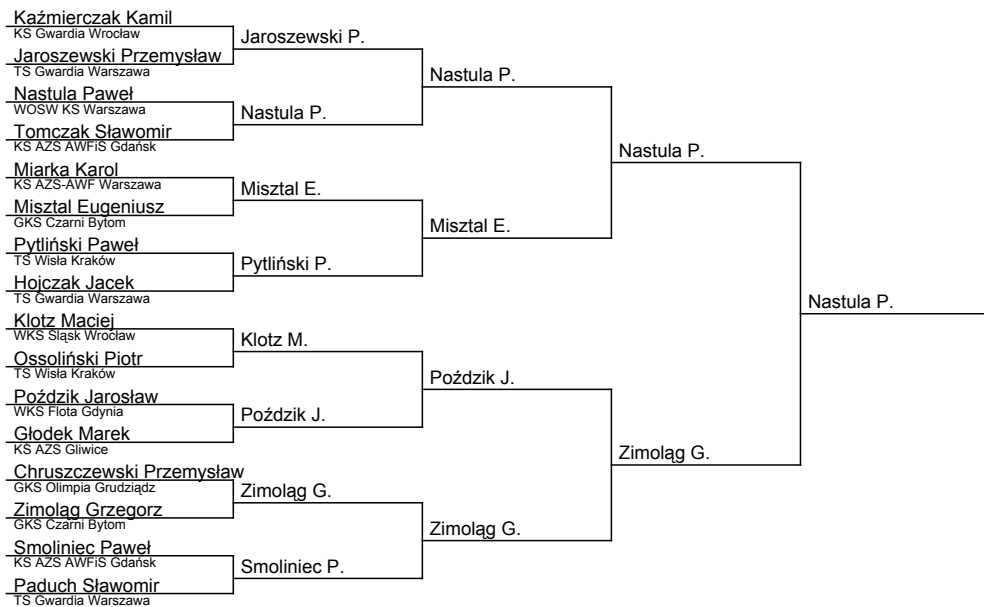 Kaźmierczak Kamil
KS Gwardia Wrocław
Jaroszewski Przemysław
TS Gwardia Warszawa
Nastula Paweł
WOSW KS Warszawa
Tomczak Sławomir
KS AZS AWFiS Gdańsk
Miarka Karol
KS AZS-AWF Warszawa
Misztal Eugeniusz
GKS Czarni Bytom
Pytliński Paweł
TS Wisła Kraków
Hojczak Jacek
TS Gwardia Warszawa
Klotz Maciej
WKS Śląsk Wrocław
Ossoliński Piotr
TS Wisła Kraków
Poździk Jarosław
WKS Flota Gdynia
Głodek Marek
KS AZS Gliwice
Chruszczewski Przemysław
GKS Olimpia Grudziądz
Zimoląg Grzegorz
GKS Czarni Bytom
Smoliniec Paweł
KS AZS AWFiS Gdańsk
Paduch Sławomir
TS Gwardia Warszawa
Jaroszewski P.
Nastula P.
Misztal E.
Pytliński P.
Klotz M.
Poździk J.
Zimoląg G.
Smoliniec P.
Nastula P.
Misztal E.
Poździk J.
Zimoląg G.
Nastula P.
Zimoląg G.
Nastula P.